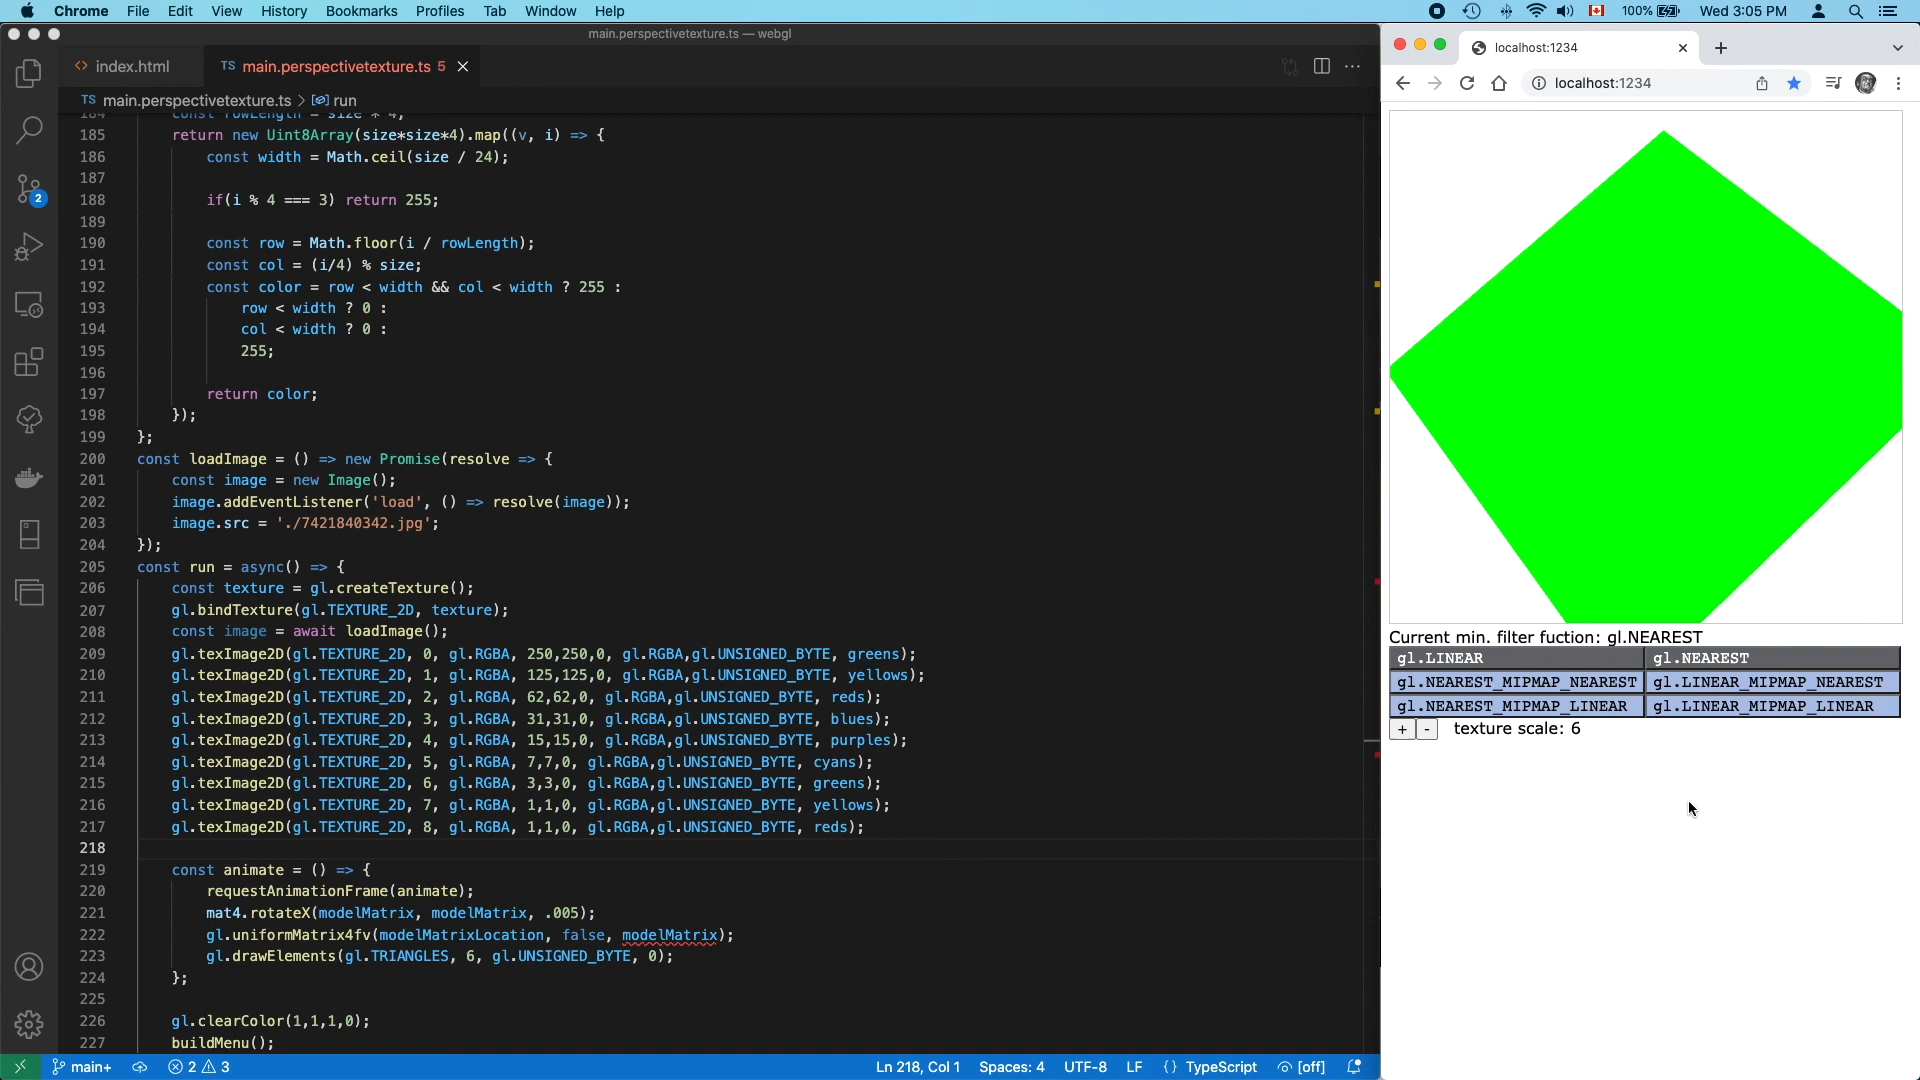 Chrome File Edit View History Bookmarks Profiles Tab Window Help
100% Wed 3:05 PM
main.perspectivetexture.ts — webgl
index.html
TS main.perspectivetexture.ts 5
TS main.perspectivetexture.ts > run
184 const rowLength = size * 4;
185 return new Uint8Array(size*size*4).map((v, i) => {
186 const width = Math.ceil(size / 24);
187
188 if(i % 4 === 3) return 255;
189
190 const row = Math.floor(i / rowLength);
191 const col = (i/4) % size;
192 const color = row < width && col < width ? 255 :
193 row < width ? 0 :
194 col < width ? 0 :
195 255;
196
197 return color;
198 });
199 };
200 const loadImage = () => new Promise(resolve => {
201 const image = new Image();
202 image.addEventListener('load', () => resolve(image));
203 image.src = './7421840342.jpg';
204 });
205 const run = async() => {
206 const texture = gl.createTexture();
207 gl.bindTexture(gl.TEXTURE_2D, texture);
208 const image = await loadImage();
209 gl.texImage2D(gl.TEXTURE_2D, 0, gl.RGBA, 250,250,0, gl.RGBA,gl.UNSIGNED_BYTE, greens);
210 gl.texImage2D(gl.TEXTURE_2D, 1, gl.RGBA, 125,125,0, gl.RGBA,gl.UNSIGNED_BYTE, yellows);
211 gl.texImage2D(gl.TEXTURE_2D, 2, gl.RGBA, 62,62,0, gl.RGBA,gl.UNSIGNED_BYTE, reds);
212 gl.texImage2D(gl.TEXTURE_2D, 3, gl.RGBA, 31,31,0, gl.RGBA,gl.UNSIGNED_BYTE, blues);
213 gl.texImage2D(gl.TEXTURE_2D, 4, gl.RGBA, 15,15,0, gl.RGBA,gl.UNSIGNED_BYTE, purples);
214 gl.texImage2D(gl.TEXTURE_2D, 5, gl.RGBA, 7,7,0, gl.RGBA,gl.UNSIGNED_BYTE, cyans);
215 gl.texImage2D(gl.TEXTURE_2D, 6, gl.RGBA, 3,3,0, gl.RGBA,gl.UNSIGNED_BYTE, greens);
216 gl.texImage2D(gl.TEXTURE_2D, 7, gl.RGBA, 1,1,0, gl.RGBA,gl.UNSIGNED_BYTE, yellows);
217 gl.texImage2D(gl.TEXTURE_2D, 8, gl.RGBA, 1,1,0, gl.RGBA,gl.UNSIGNED_BYTE, reds);
218
219 const animate = () => {
220 requestAnimationFrame(animate);
221 mat4.rotateX(modelMatrix, modelMatrix, .005);
222 gl.uniformMatrix4fv(modelMatrixLocation, false, modelMatrix);
223 gl.drawElements(gl.TRIANGLES, 6, gl.UNSIGNED_BYTE, 0);
224 };
225
226 gl.clearColor(1,1,1,0);
227 buildMenu();
2
main+ 2 3
Ln 218, Col 1 Spaces: 4 UTF-8 LF {} TypeScript [off]
localhost:1234
localhost:1234
Current min. filter fuction: gl.NEAREST
gl.LINEAR gl.NEAREST
gl.NEAREST_MIPMAP_NEAREST gl.LINEAR_MIPMAP_NEAREST
gl.NEAREST_MIPMAP_LINEAR gl.LINEAR_MIPMAP_LINEAR
+ - texture scale: 6